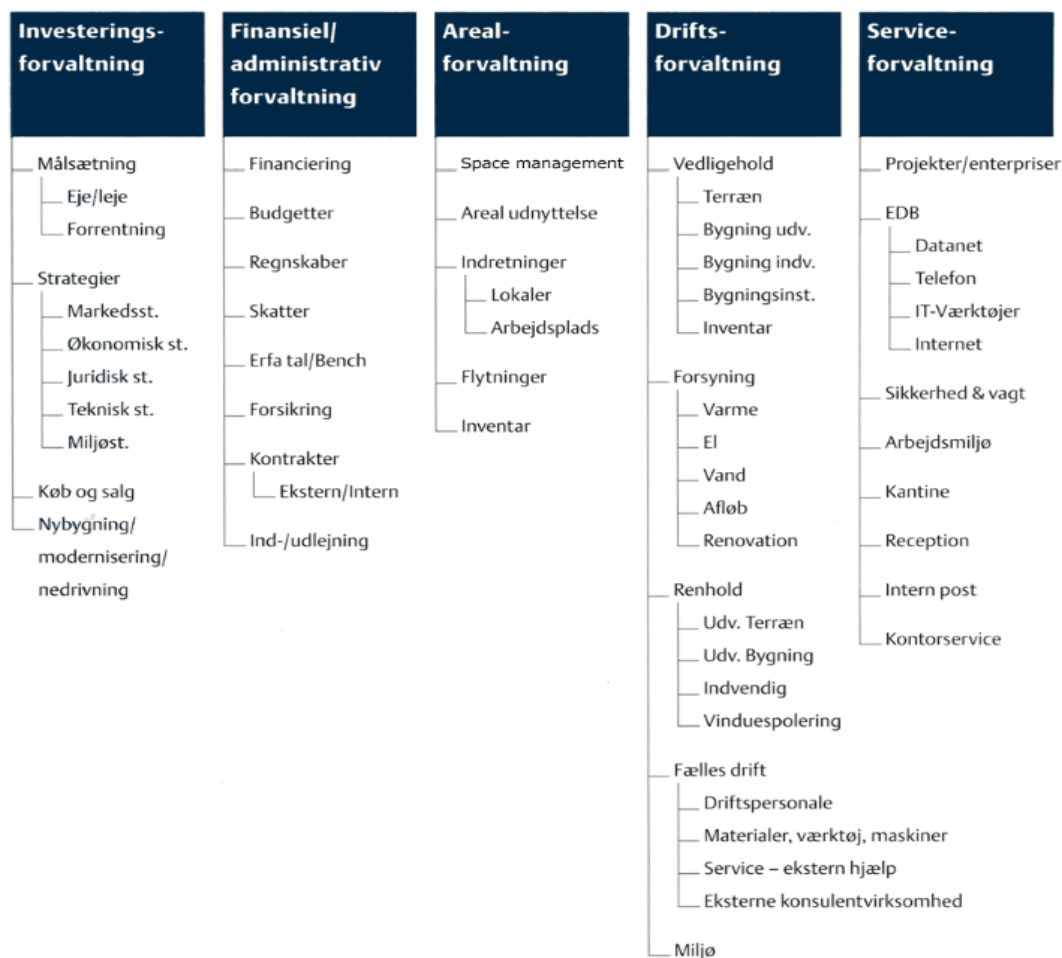 Investerings-
forvaltning
Målsætning
Eje/leje
Forrentning
Strategier
Markedsst.
Økonomisk st.
Juridisk st.
Teknisk st.
Miljøst.
Køb og salg
Nybygning/
modernisering/
nedrivning
Finansiel/
administrativ
forvaltning
Financiering
Budgetter
Regnskaber
Skatter
Erfa tal/Bench
Forsikring
Kontrakter
Ekstern/Intern
Ind-/udlejning
Areal-
forvaltning
Space management
Areal udnyttelse
Indretninger
Lokaler
Arbejdsplads
Flytninger
Inventar
Drifts-
forvaltning
Vedligehold
Terræn
Bygning udv.
Bygning indv.
Bygningsinst.
Inventar
Forsyning
Varme
El
Vand
Afløb
Renovation
Renhold
Udv. Terræn
Udv. Bygning
Indvendig
Vinduespolering
Fælles drift
Driftspersonale
Materialer, værktøj, maskiner
Service – ekstern hjælp
Eksterne konsulentvirksomhed
Miljø
Service-
forvaltning
Projekter/enterpriser
EDB
Datanet
Telefon
IT-Værktøjer
Internet
Sikkerhed & vagt
Arbejdsmiljø
Kantine
Reception
Intern post
Kontorservice